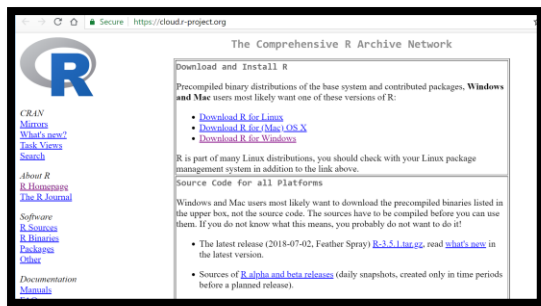 Secure https://cloud.r-project.org
The Comprehensive R Archive Network
R
CRAN
Mirrors
What's new?
Task Views
Search
About R
R Homepage
The R Journal
Software
R Sources
R Binaries
Packages
Other
Documentation
Manuals
Download and Install R
Precompiled binary distributions of the base system and contributed packages, Windows
and Mac users most likely want one of these versions of R:
• Download R for Linux
• Download R for (Mac) OS X
• Download R for Windows
R is part of many Linux distributions, you should check with your Linux package
management system in addition to the link above.
Source Code for all Platforms
Windows and Mac users most likely want to download the precompiled binaries listed in
the upper box, not the source code. The sources have to be compiled before you can use
them. If you do not know what this means, you probably do not want to do it!
• The latest release (2018-07-02, Feather Spray) R-3.5.1.tar.gz, read what's new in
the latest version.
• Sources of R alpha and beta releases (daily snapshots, created only in time periods
before a planned release).